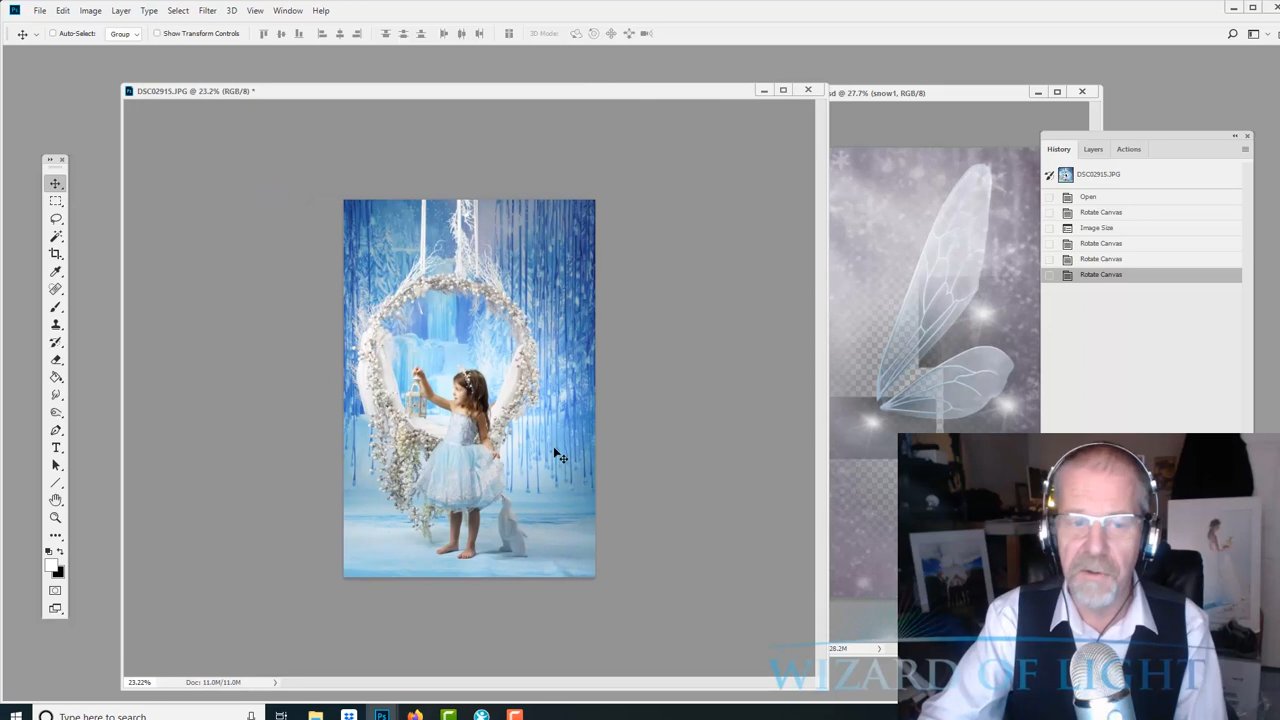 Ps File Edit Image Layer Type Select Filter 3D View Window Help
Auto-Select: Group Show Transform Controls 3D Mode:
DSC02915.JPG @ 23.2% (RGB/8) *
sd @ 27.7% (snow1, RGB/8)
History Layers Actions
DSC02915.JPG
Open
Rotate Canvas
Image Size
Rotate Canvas
Rotate Canvas
Rotate Canvas
T
28.2M
WIZARD OF LIGHT
23.22% Doc: 11.0M/11.0M
Type here to search Ps